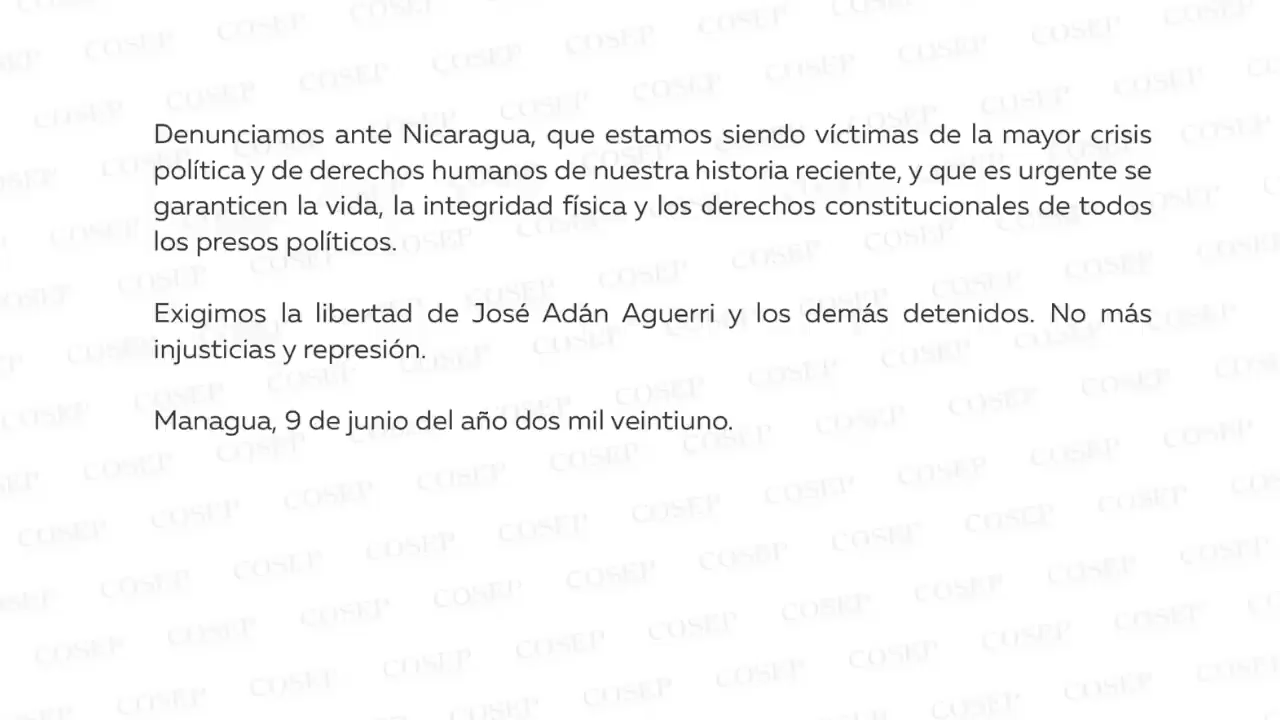 Denunciamos ante Nicaragua, que estamos siendo víctimas de la mayor crisis
política y de derechos humanos de nuestra historia reciente, y que es urgente se
garanticen la vida, la integridad física y los derechos constitucionales de todos
los presos políticos.
Exigimos la libertad de José Adán Aguerri y los demás detenidos. No más
injusticias y represión.
Managua, 9 de junio del año dos mil veintiuno.
COSEP